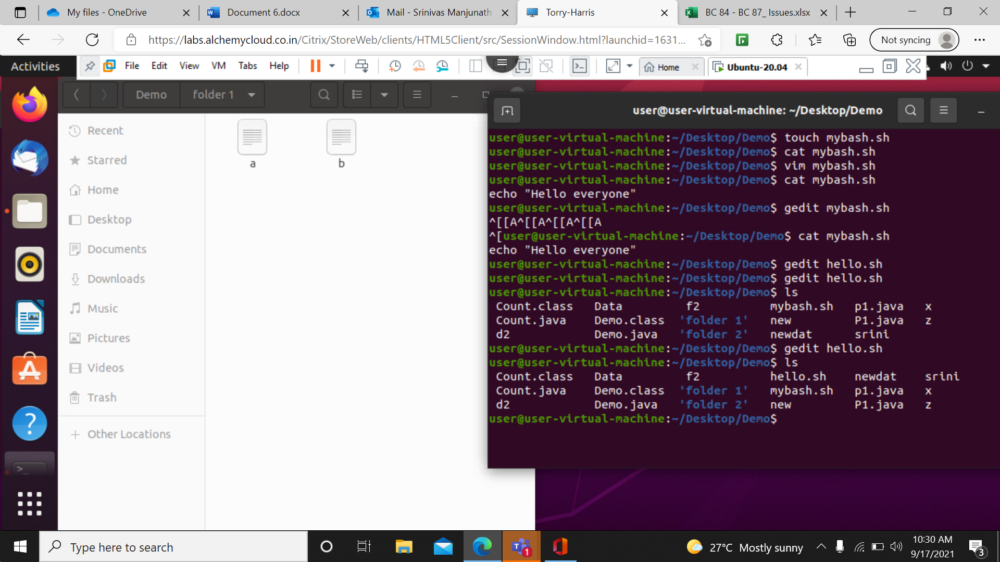 My files - OneDrive
Document 6.docx
Mail - Srinivas Manjunath
Torry-Harris
BC 84 - BC 87_ Issues.xlsx
https://labs.alchemycloud.co.in/Citrix/StoreWeb/clients/HTML5Client/src/SessionWindow.html?launchid=1631...
Not syncing
Activities
File Edit View VM Tabs Help
Home
Ubuntu-20.04
Demo folder 1
Recent
Starred
Home
Desktop
Documents
Downloads
Music
Pictures
Videos
Trash
Other Locations
a
b
user@user-virtual-machine: ~/Desktop/Demo
user@user-virtual-machine:~/Desktop/Demo$ touch mybash.sh
user@user-virtual-machine:~/Desktop/Demo$ cat mybash.sh
user@user-virtual-machine:~/Desktop/Demo$ vim mybash.sh
user@user-virtual-machine:~/Desktop/Demo$ cat mybash.sh
echo "Hello everyone"
user@user-virtual-machine:~/Desktop/Demo$ gedit mybash.sh
^[[A^[[A^[[A^[[A
^[user@user-virtual-machine:~/Desktop/Demo$ cat mybash.sh
echo "Hello everyone"
user@user-virtual-machine:~/Desktop/Demo$ gedit hello.sh
user@user-virtual-machine:~/Desktop/Demo$ gedit hello.sh
user@user-virtual-machine:~/Desktop/Demo$ ls
Count.class Data f2 mybash.sh p1.java x
Count.java Demo.class 'folder 1' new P1.java z
d2 Demo.java 'folder 2' newdat srini
user@user-virtual-machine:~/Desktop/Demo$ gedit hello.sh
user@user-virtual-machine:~/Desktop/Demo$ ls
Count.class Data f2 hello.sh newdat srini
Count.java Demo.class 'folder 1' mybash.sh p1.java x
d2 Demo.java 'folder 2' new P1.java z
user@user-virtual-machine:~/Desktop/Demo$
Type here to search
1
27°C Mostly sunny
10:30 AM
9/17/2021
3